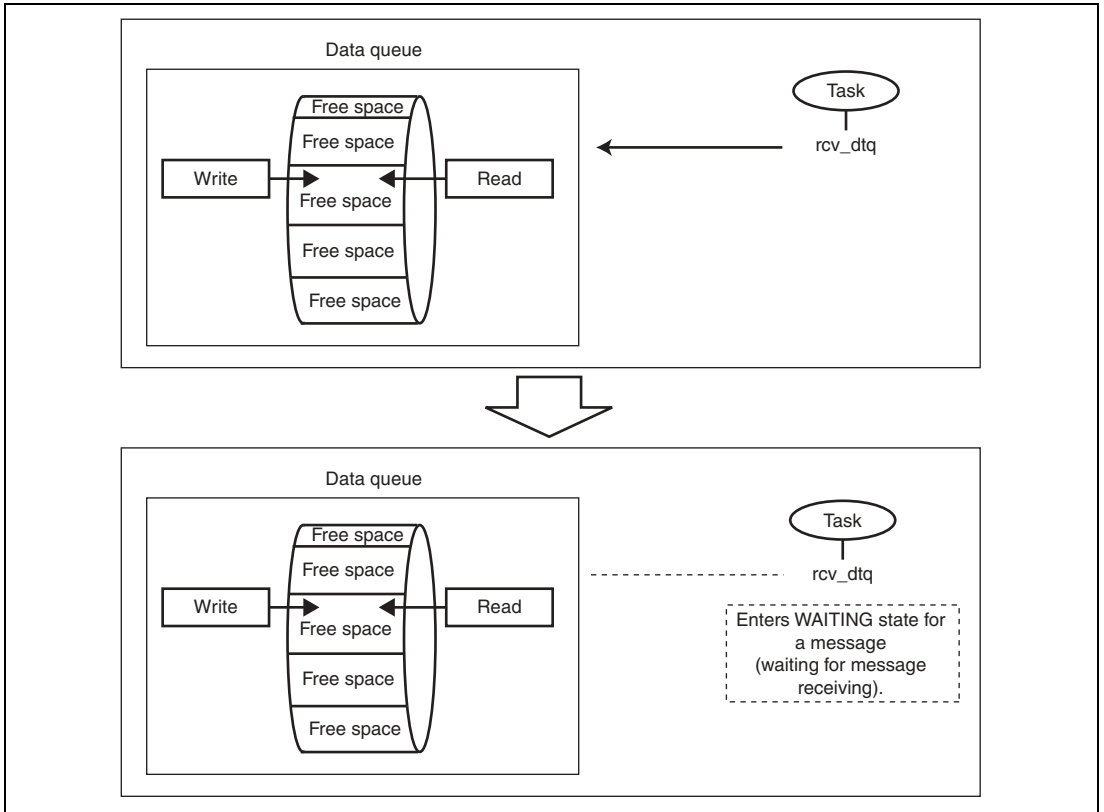 Data queue
Task
Free space
Free space
rcv_dtq
Write
Read
Free space
Free space
Free space
Data queue
Task
Free space
Free space
rcv_dtq
Write
Read
Free space
Enters WAITING state for
a message
(waiting for message
receiving).
Free space
Free space